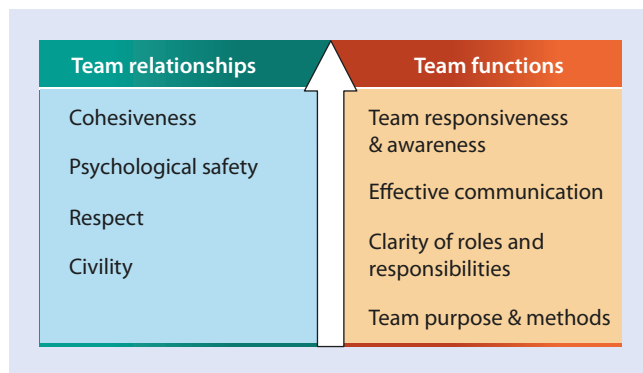 Team relationships
Cohesiveness
Psychological safety
Respect
Civility
Team functions
Team responsiveness
& awareness
Effective communication
Clarity of roles and
responsibilities
Team purpose & methods